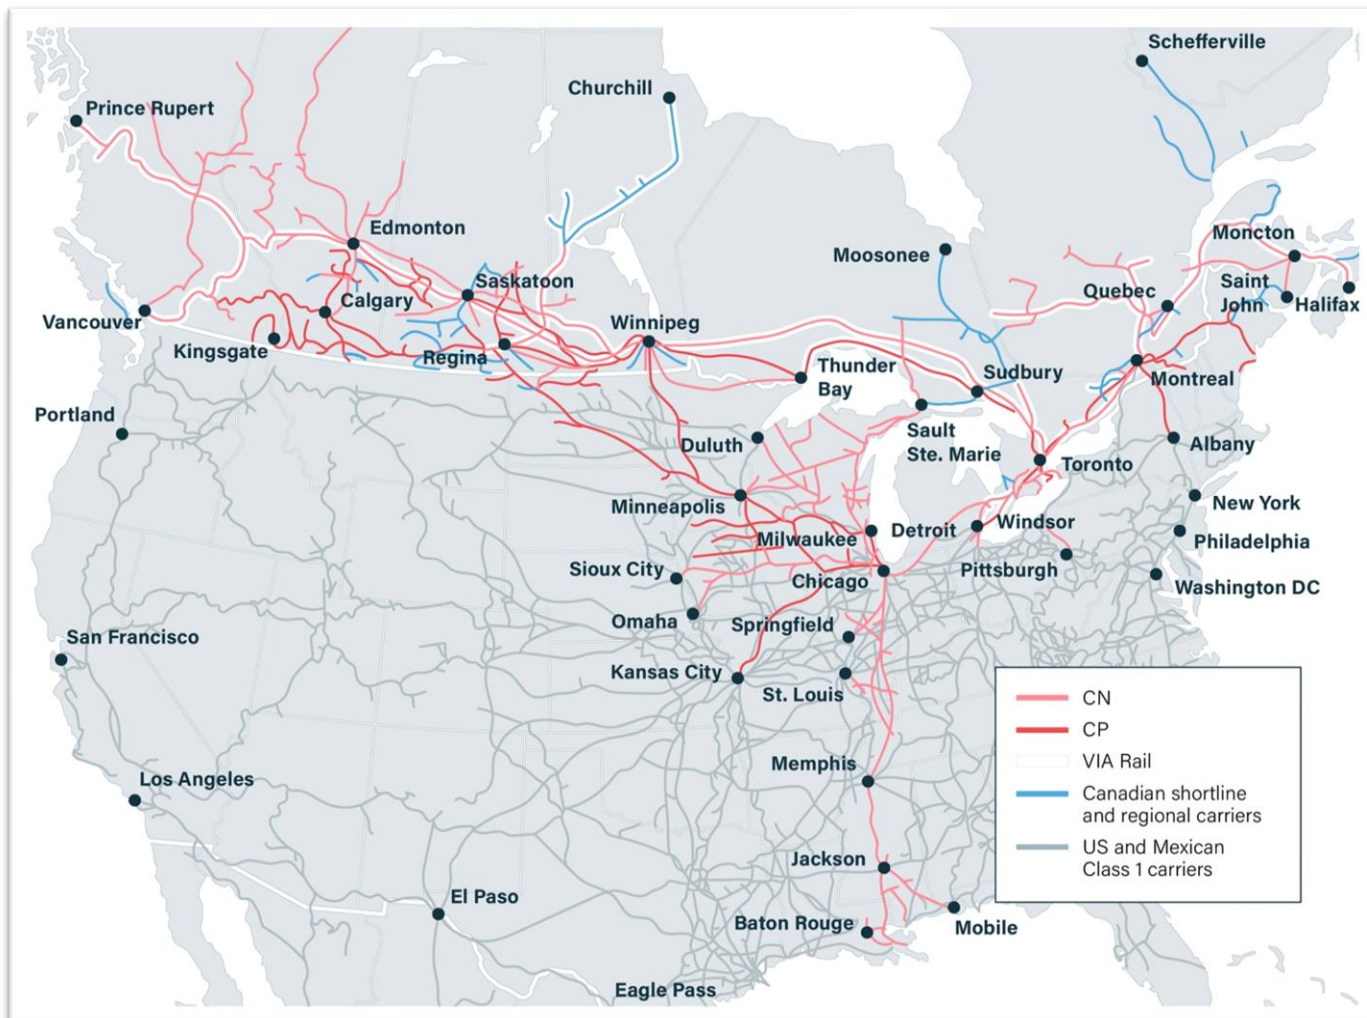 Schefferville
Churchill
Prince Rupert
Edmonton
Moncton
Moosonee
Saskatoon
Quebec
Saint
John
Halifax
Calgary
Vancouver
Winnipeg
Kingsgate
Regina
Thunder
Bay
Sudbury
Montreal
Portland
Duluth
Sault
Ste. Marie
Albany
Toronto
Minneapolis
New York
Milwaukee
Detroit
Windsor
Philadelphia
Sioux City
Chicago
Pittsburgh
Washington DC
Omaha
Springfield
San Francisco
Kansas City
St. Louis
CN
CP
VIA Rail
Canadian shortline
and regional carriers
US and Mexican
Class 1 carriers
Memphis
Los Angeles
Jackson
El Paso
Baton Rouge
Mobile
Eagle Pass